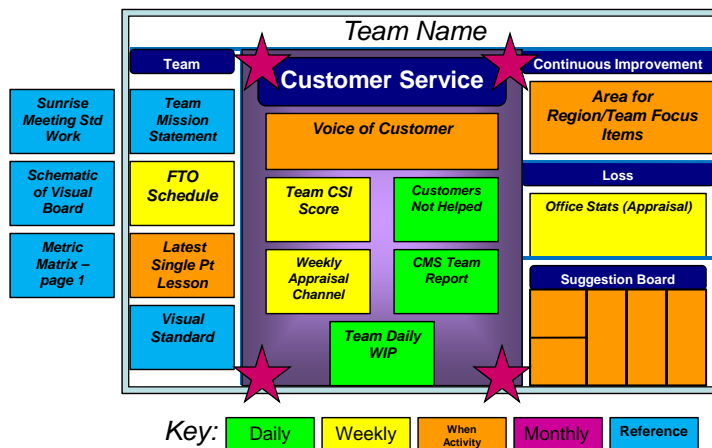 Team Name
Team
Customer Service
Continuous Improvement
Sunrise
Meeting Std
Work
Team
Mission
Statement
Voice of Customer
Area for
Region/Team Focus
Items
Schematic
of Visual
Board
FTO
Schedule
Team CSI
Score
Customers
Not Helped
Loss
Office Stats (Appraisal)
Metric
Matrix –
page 1
Latest
Single Pt
Lesson
Weekly
Appraisal
Channel
CMS Team
Report
Suggestion Board
Visual
Standard
Team Daily
WIP
Key:
Daily
Weekly
When
Activity
Monthly
Reference